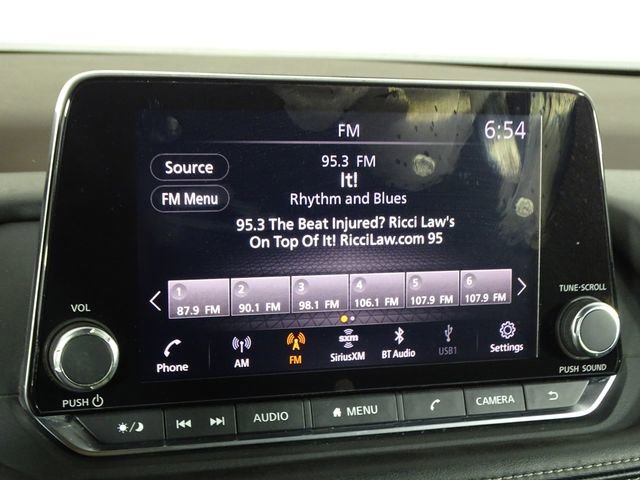 FM
6:54
95.3 FM
Source
It!
FM Menu
Rhythm and Blues
95.3 The Beat Injured? Ricci Law's
On Top Of It! RicciLaw.com 95
1 2 3 4 5 6
87.9 FM 90.1 FM 98.1 FM 106.1 FM 107.9 FM 107.9 FM
VOL
TUNE·SCROLL
sxm
Phone AM FM SiriusXM BT Audio USB1 Settings
PUSH
PUSH SOUND
AUDIO MENU CAMERA